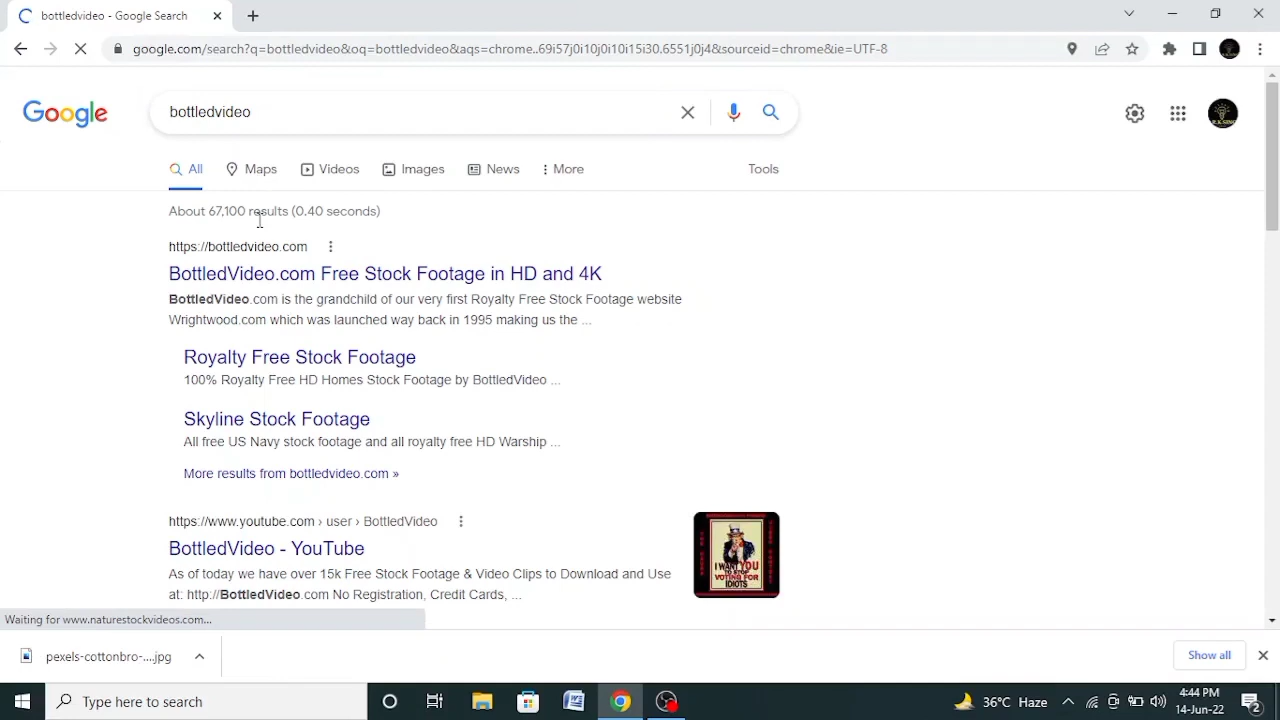 bottledvideo - Google Search
google.com/search?q=bottledvideo&oq=bottledvideo&aqs=chrome..69i57j0i10j0i10i15i30.6551j0j4&sourceid=chrome&ie=UTF-8
Google
bottledvideo
All
Maps
Videos
Images
News
More
Tools
About 67,100 results (0.40 seconds)
https://bottledvideo.com
BottledVideo.com Free Stock Footage in HD and 4K
BottledVideo.com is the grandchild of our very first Royalty Free Stock Footage website
Wrightwood.com which was launched way back in 1995 making us the ...
Royalty Free Stock Footage
100% Royalty Free HD Homes Stock Footage by BottledVideo ...
Skyline Stock Footage
All free US Navy stock footage and all royalty free HD Warship ...
More results from bottledvideo.com »
https://www.youtube.com › user › BottledVideo
BottledVideo - YouTube
As of today we have over 15k Free Stock Footage & Video Clips to Download and Use
at: http://BottledVideo.com No Registration, Credit Cards, ...
I WANT YOU
TO STOP
VOTING FOR
IDIOTS
Waiting for www.naturestockvideos.com...
pexels-cottonbro-....jpg
Show all
Type here to search
36°C Haze
4:44 PM
14-Jun-22
2